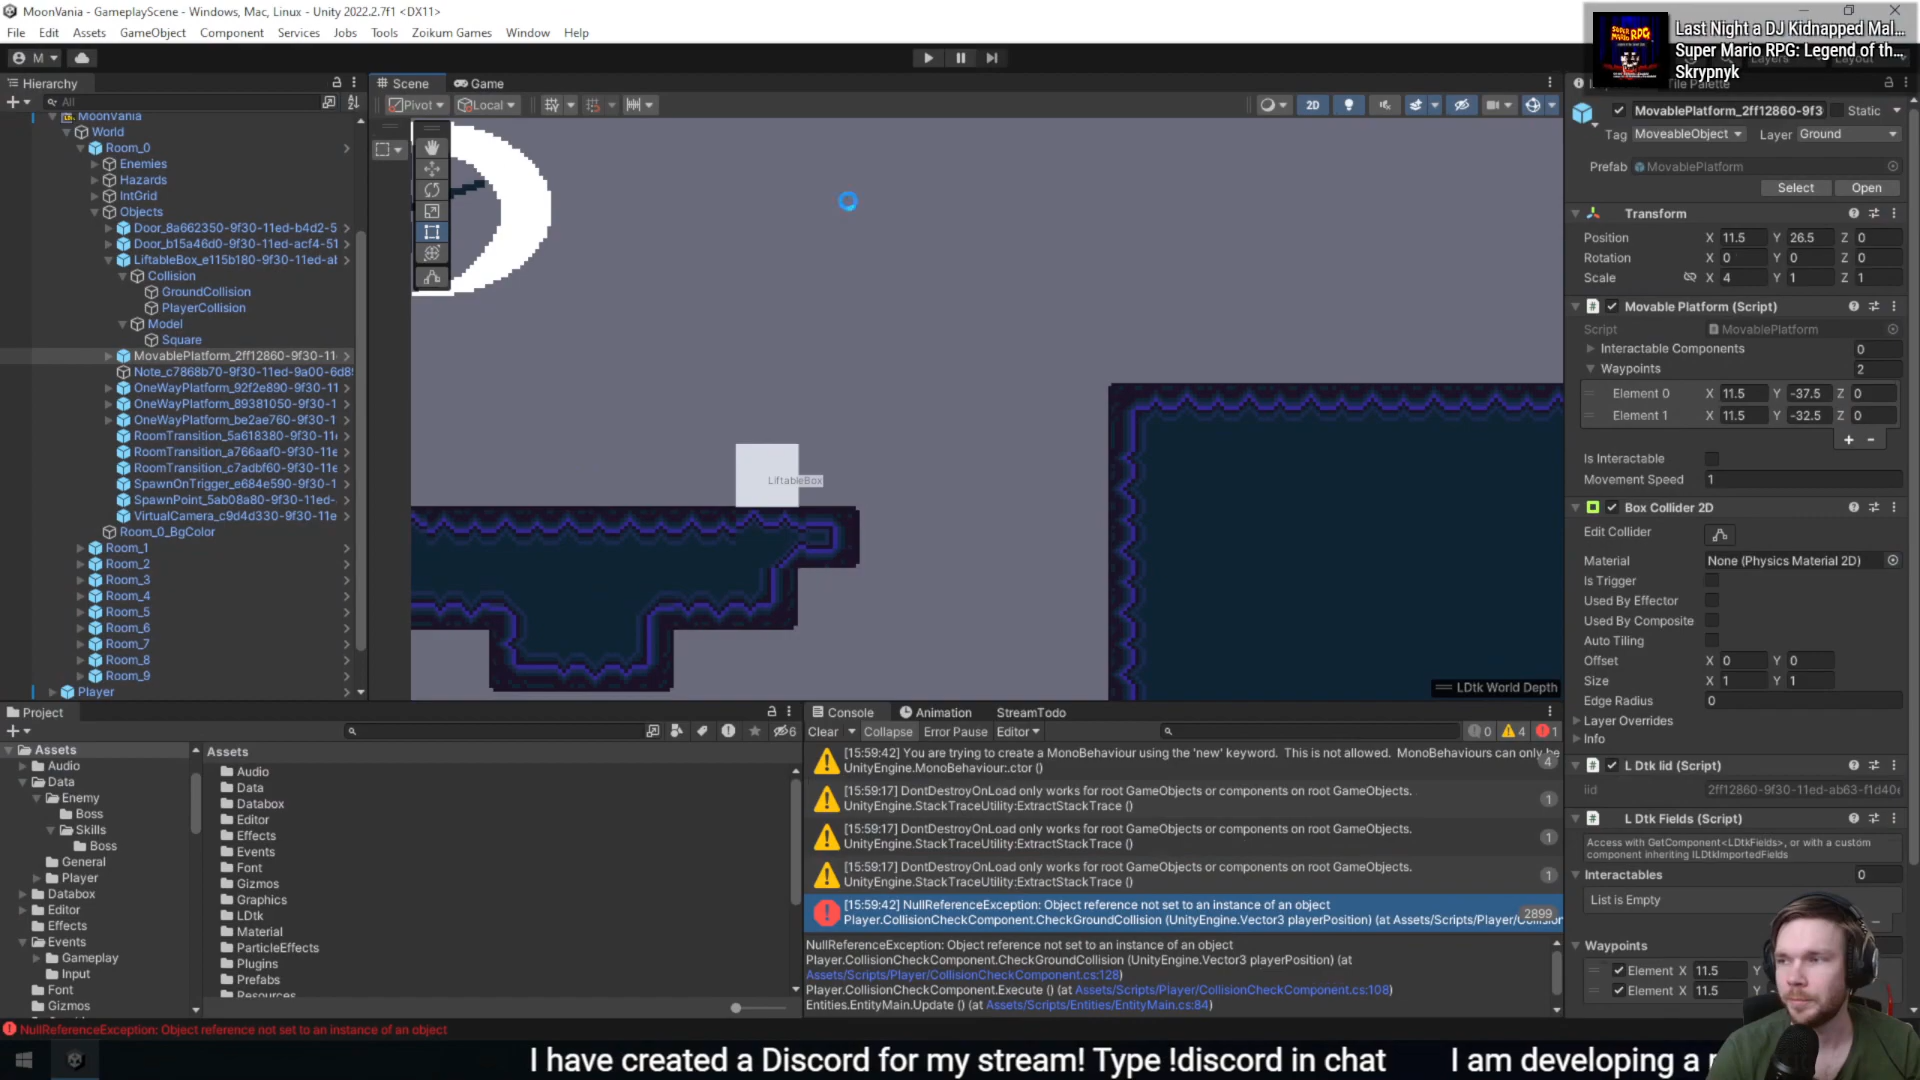 MoonVania - GameplayScene - Windows, Mac, Linux - Unity 2022.2.7f1 <DX11>
File Edit Assets GameObject Component Services Jobs Tools Zoikum Games Window Help
Last Night a DJ Kidnapped Mal...
Super Mario RPG: Legend of th...
Skrypnyk
M
Layers
Layout
Hierarchy
All
MoonVania
World
Room_0
Enemies
Hazards
IntGrid
Objects
Door_8a662350-9f30-11ed-b4d2-5
Door_b15a46d0-9f30-11ed-acf4-51
LiftableBox_e115b180-9f30-11ed-ab
Collision
GroundCollision
PlayerCollision
Model
Square
MovablePlatform_2ff12860-9f30-11
Note_c7868b70-9f30-11ed-9a00-6d89
OneWayPlatform_92f2e890-9f30-11
OneWayPlatform_89381050-9f30-1
OneWayPlatform_be2ae760-9f30-1
RoomTransition_5a618380-9f30-11e
RoomTransition_a766aaf0-9f30-11e
RoomTransition_c7adbf60-9f30-11e
SpawnOnTrigger_e684e590-9f30-11
SpawnPoint_5ab08a80-9f30-11ed-
VirtualCamera_c9d4d330-9f30-11e
Room_0_BgColor
Room_1
Room_2
Room_3
Room_4
Room_5
Room_6
Room_7
Room_8
Room_9
Player
Scene Game
Pivot Local 2D
LiftableBox
LDtk World Depth
Tile Palette
MovablePlatform_2ff12860-9f3 Static
Tag MoveableObject Layer Ground
Prefab MovablePlatform
Select Open
Transform
Position X 11.5 Y 26.5 Z 0
Rotation X 0 Y 0 Z 0
Scale X 4 Y 1 Z 1
Movable Platform (Script)
Script MovablePlatform
Interactable Components 0
Waypoints 2
Element 0 X 11.5 Y -37.5 Z 0
Element 1 X 11.5 Y -32.5 Z 0
Is Interactable
Movement Speed 1
Box Collider 2D
Edit Collider
Material None (Physics Material 2D)
Is Trigger
Used By Effector
Used By Composite
Auto Tiling
Offset X 0 Y 0
Size X 1 Y 1
Edge Radius 0
Layer Overrides
Info
L Dtk Iid (Script)
iid 2ff12860-9f30-11ed-ab63-f1d40e
L Dtk Fields (Script)
Access with GetComponent<LDtkFields>, or with a custom
component inheriting ILDtkImportedFields
Interactables 0
List is Empty
Waypoints
Element X 11.5
Element X 11.5
Project
6
Assets
Audio
Data
Enemy
Boss
Skills
Boss
General
Player
Databox
Editor
Effects
Events
Gameplay
Input
Font
Gizmos
Assets
Audio
Data
Databox
Editor
Effects
Events
Font
Gizmos
Graphics
LDtk
Material
ParticleEffects
Plugins
Prefabs
Resources
Console Animation StreamTodo
Clear Collapse Error Pause Editor 0 4 1
[15:59:42] You are trying to create a MonoBehaviour using the 'new' keyword. This is not allowed. MonoBehaviours can only be
UnityEngine.MonoBehaviour:.ctor () 4
[15:59:17] DontDestroyOnLoad only works for root GameObjects or components on root GameObjects.
UnityEngine.StackTraceUtility:ExtractStackTrace () 1
[15:59:17] DontDestroyOnLoad only works for root GameObjects or components on root GameObjects.
UnityEngine.StackTraceUtility:ExtractStackTrace () 1
[15:59:17] DontDestroyOnLoad only works for root GameObjects or components on root GameObjects.
UnityEngine.StackTraceUtility:ExtractStackTrace () 1
[15:59:42] NullReferenceException: Object reference not set to an instance of an object
Player.CollisionCheckComponent.CheckGroundCollision (UnityEngine.Vector3 playerPosition) (at Assets/Scripts/Player/Collision 2899
NullReferenceException: Object reference not set to an instance of an object
Player.CollisionCheckComponent.CheckGroundCollision (UnityEngine.Vector3 playerPosition) (at
Assets/Scripts/Player/CollisionCheckComponent.cs:128)
Player.CollisionCheckComponent.Execute () (at Assets/Scripts/Player/CollisionCheckComponent.cs:108)
Entities.EntityMain.Update () (at Assets/Scripts/Entities/EntityMain.cs:84)
NullReferenceException: Object reference not set to an instance of an object
I have created a Discord for my stream! Type !discord in chat I am developing a